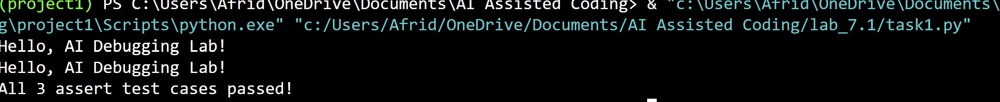 (project1) PS C:\Users\Afrid\OneDrive\Documents\AI Assisted Coding> & "c:\Users\Afrid\OneDrive\Documents\
g\project1\Scripts\python.exe" "c:/Users/Afrid/OneDrive/Documents/AI Assisted Coding/lab_7.1/task1.py"
Hello, AI Debugging Lab!
Hello, AI Debugging Lab!
All 3 assert test cases passed!